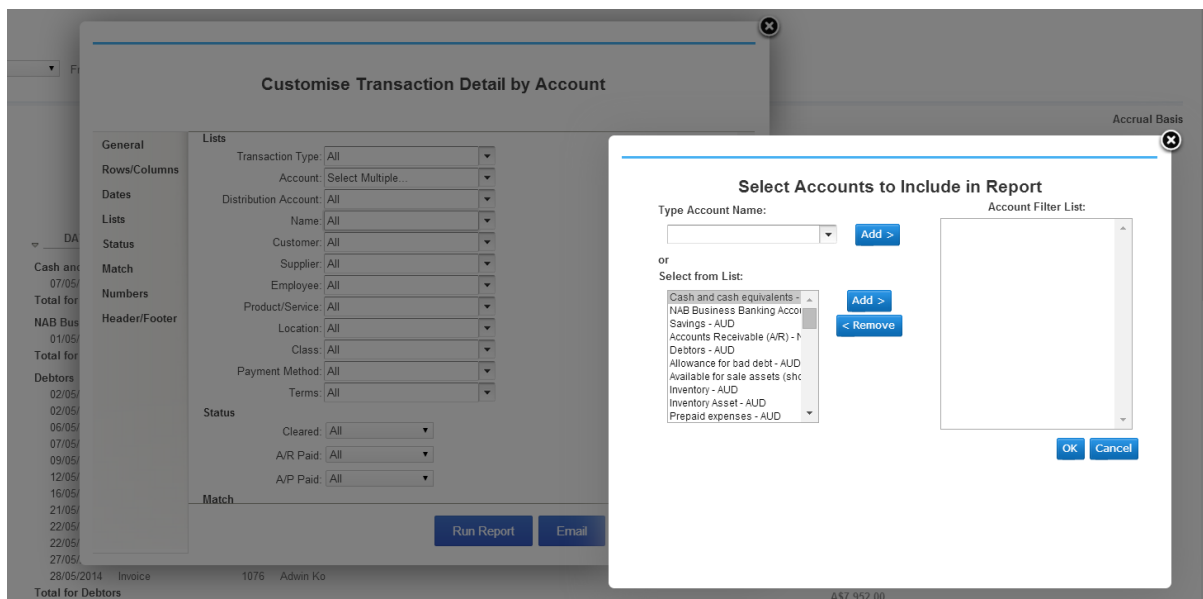 Customise Transaction Detail by Account
Accrual Basis
General
Rows/Columns
Dates
Lists
Status
Match
Numbers
Header/Footer
Lists
Transaction Type: All
Account: Select Multiple...
Distribution Account: All
Name: All
Customer: All
Supplier: All
Employee: All
Product/Service: All
Location: All
Class: All
Payment Method: All
Terms: All
Status
Cleared: All
A/R Paid: All
A/P Paid: All
Match
Run Report Email
DA
Cash and
07/05/
Total for
NAB Bus
01/05/
Total for
Debtors
02/05/
02/05/
06/05/
07/05/
09/05/
12/05/
16/05/
21/05/
22/05/
22/05/
27/05/
28/05/2014 Invoice 1076 Adwin Ko
Total for Debtors A$7,952.00
Select Accounts to Include in Report
Type Account Name:
Add >
or
Select from List:
Cash and cash equivalents -
NAB Business Banking Accou
Savings - AUD
Accounts Receivable (A/R) - N
Debtors - AUD
Allowance for bad debt - AUD
Available for sale assets (sho
Inventory - AUD
Inventory Asset - AUD
Prepaid expenses - AUD
Add >
< Remove
Account Filter List:
OK Cancel